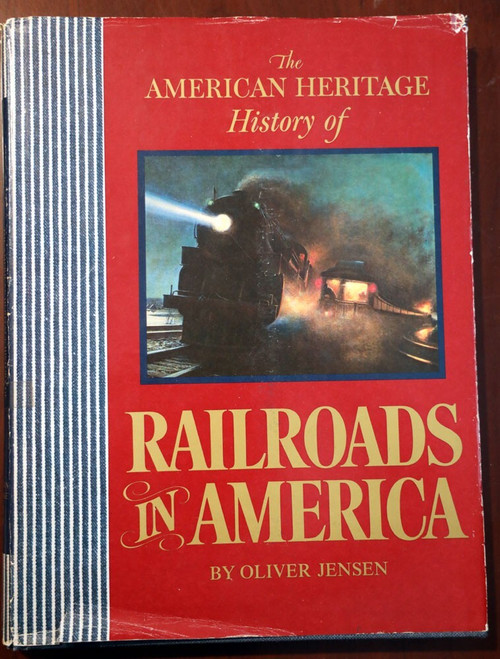 The
AMERICAN HERITAGE
History of
RAILROADS
IN AMERICA
BY OLIVER JENSEN